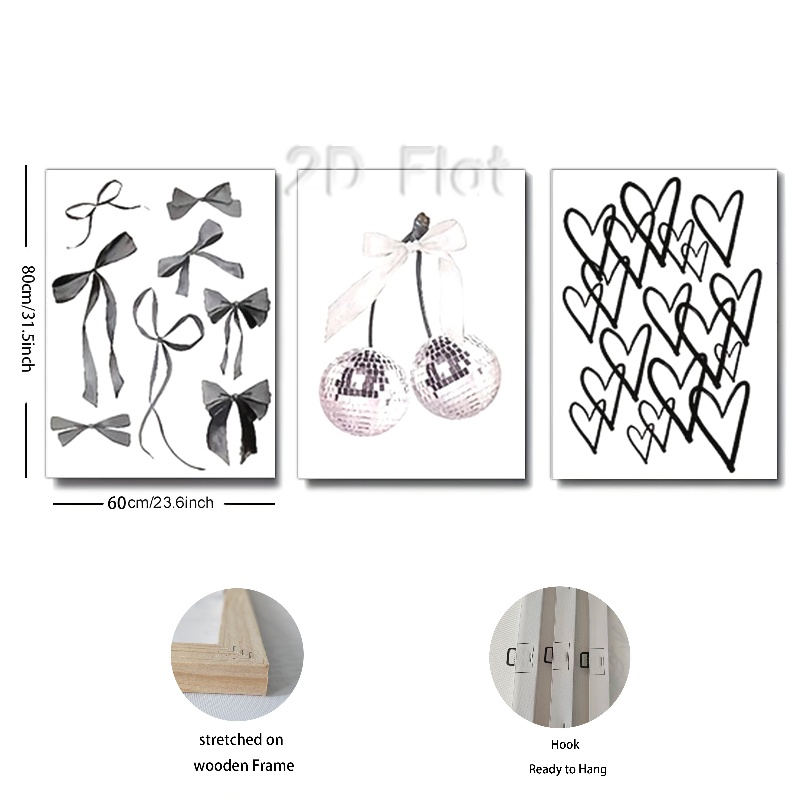 2D Flat
80cm/31.5inch
60cm/23.6inch
stretched on
wooden Frame
Hook
Ready to Hang